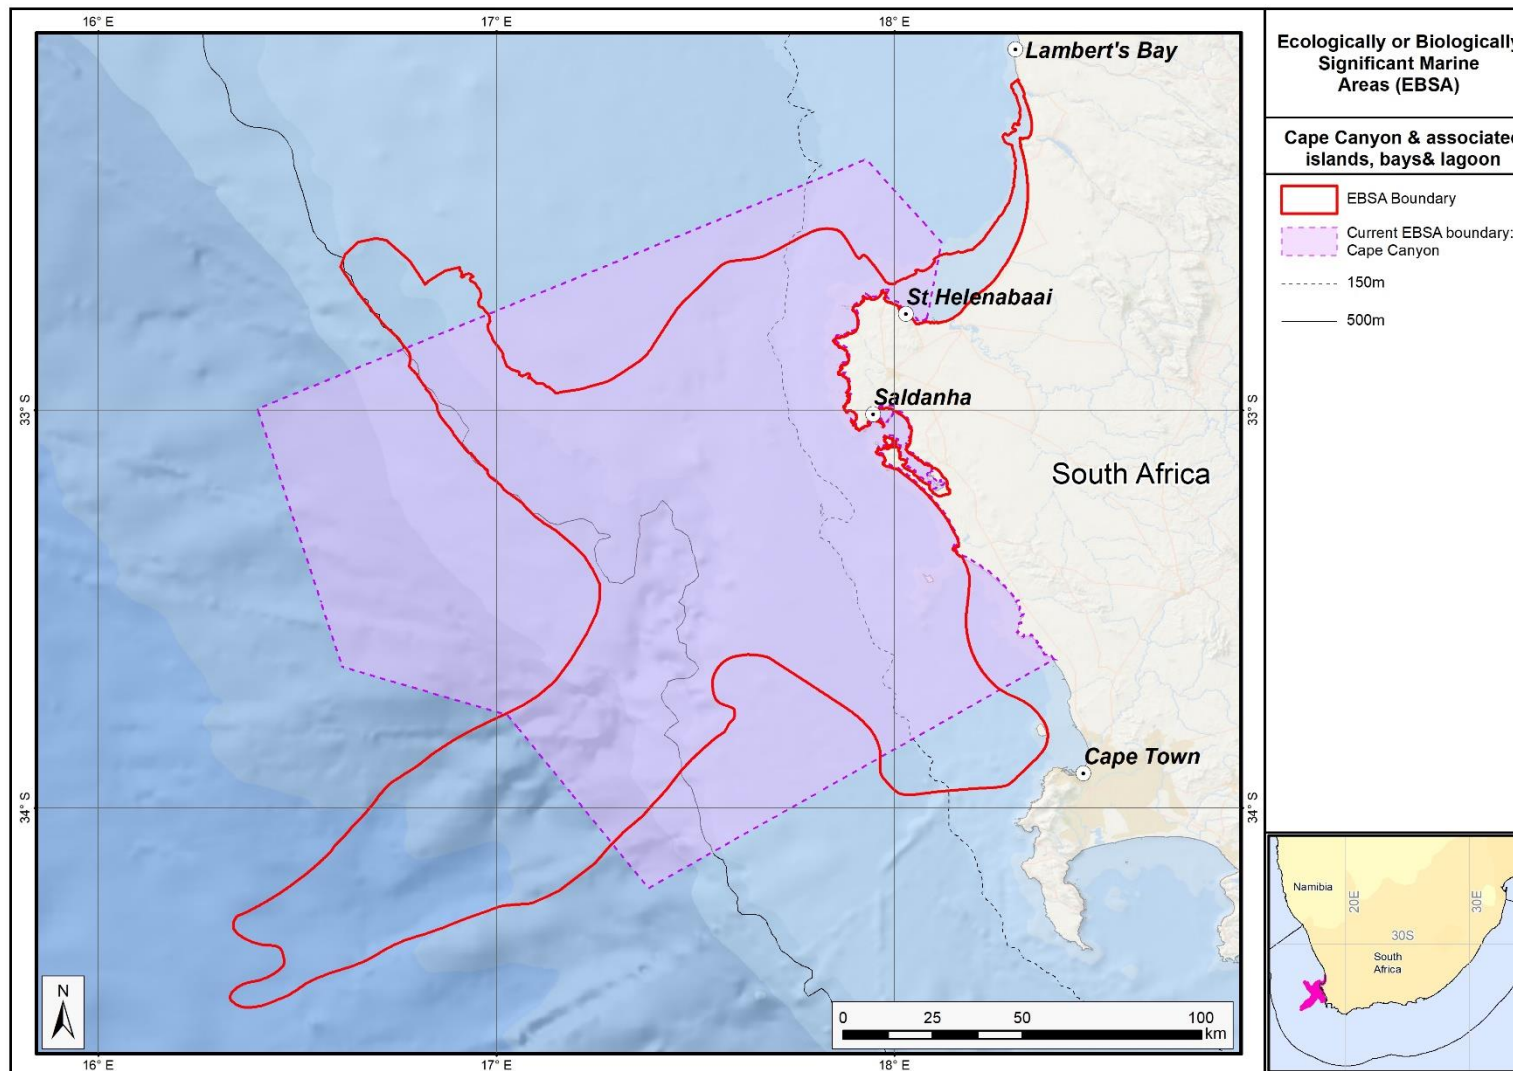 16° E
17° E
18° E
Lambert's Bay
St Helenabaai
Saldanha
South Africa
Cape Town
33° S
33° S
34° S
34° S
N
0 25 50 100
km
16° E
17° E
18° E
Ecologically or Biologically
Significant Marine
Areas (EBSA)
Cape Canyon & associated
islands, bays& lagoon
EBSA Boundary
Current EBSA boundary:
Cape Canyon
150m
500m
Namibia
20E
30E
30S
South
Africa